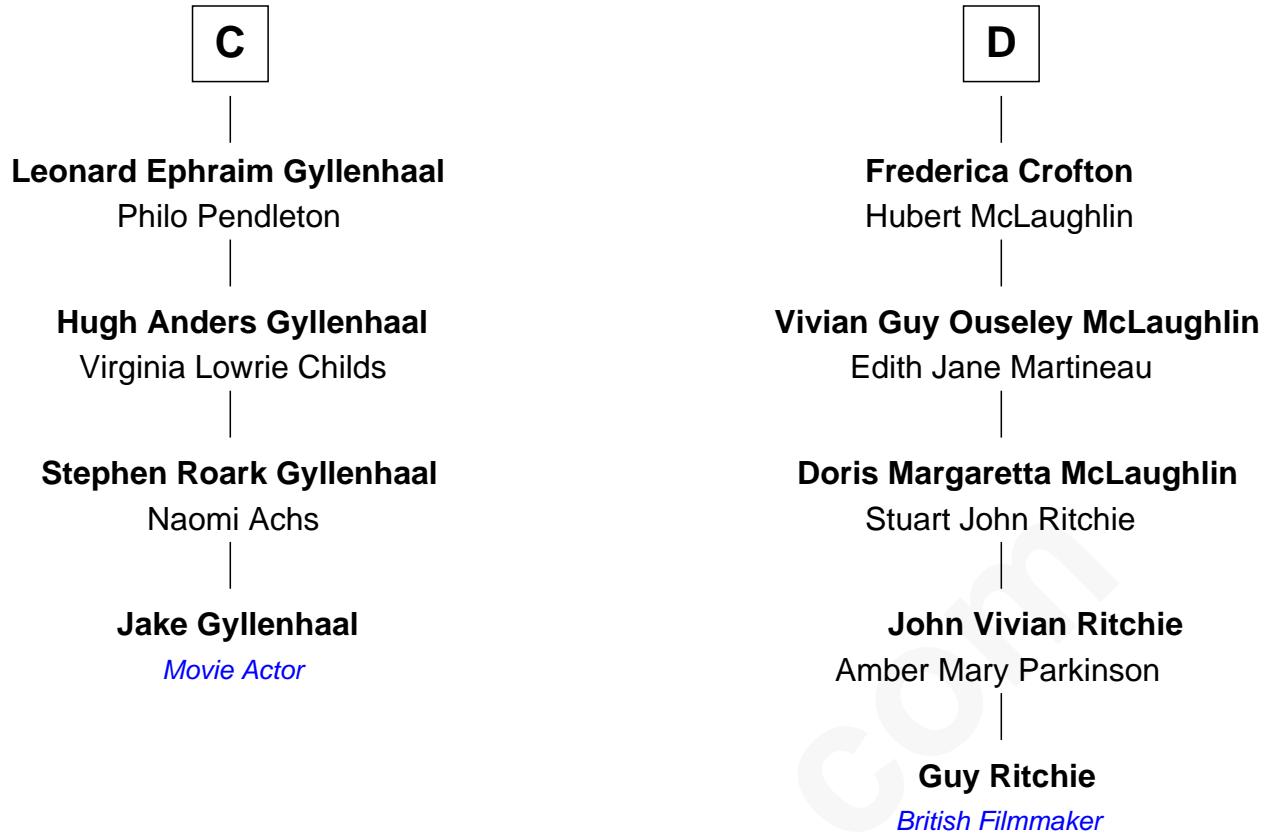 C
Leonard Ephraim Gyllenhaal
Philo Pendleton
Hugh Anders Gyllenhaal
Virginia Lowrie Childs
Stephen Roark Gyllenhaal
Naomi Achs
Jake Gyllenhaal
Movie Actor
D
Frederica Crofton
Hubert McLaughlin
Vivian Guy Ouseley McLaughlin
Edith Jane Martineau
Doris Margaretta McLaughlin
Stuart John Ritchie
John Vivian Ritchie
Amber Mary Parkinson
Guy Ritchie
British Filmmaker
com